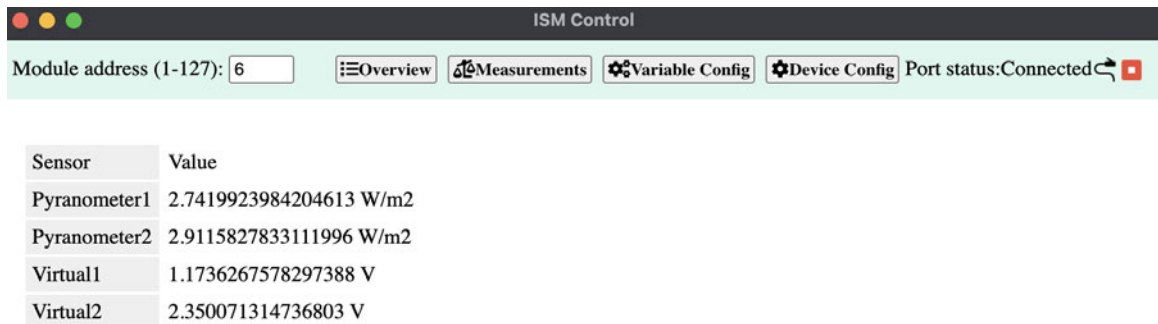 ISM Control
Module address (1-127): 6 Overview Measurements Variable Config Device Config Port status:Connected
Sensor Value
Pyranometer1 2.7419923984204613 W/m2
Pyranometer2 2.9115827833111996 W/m2
Virtual1 1.1736267578297388 V
Virtual2 2.350071314736803 V